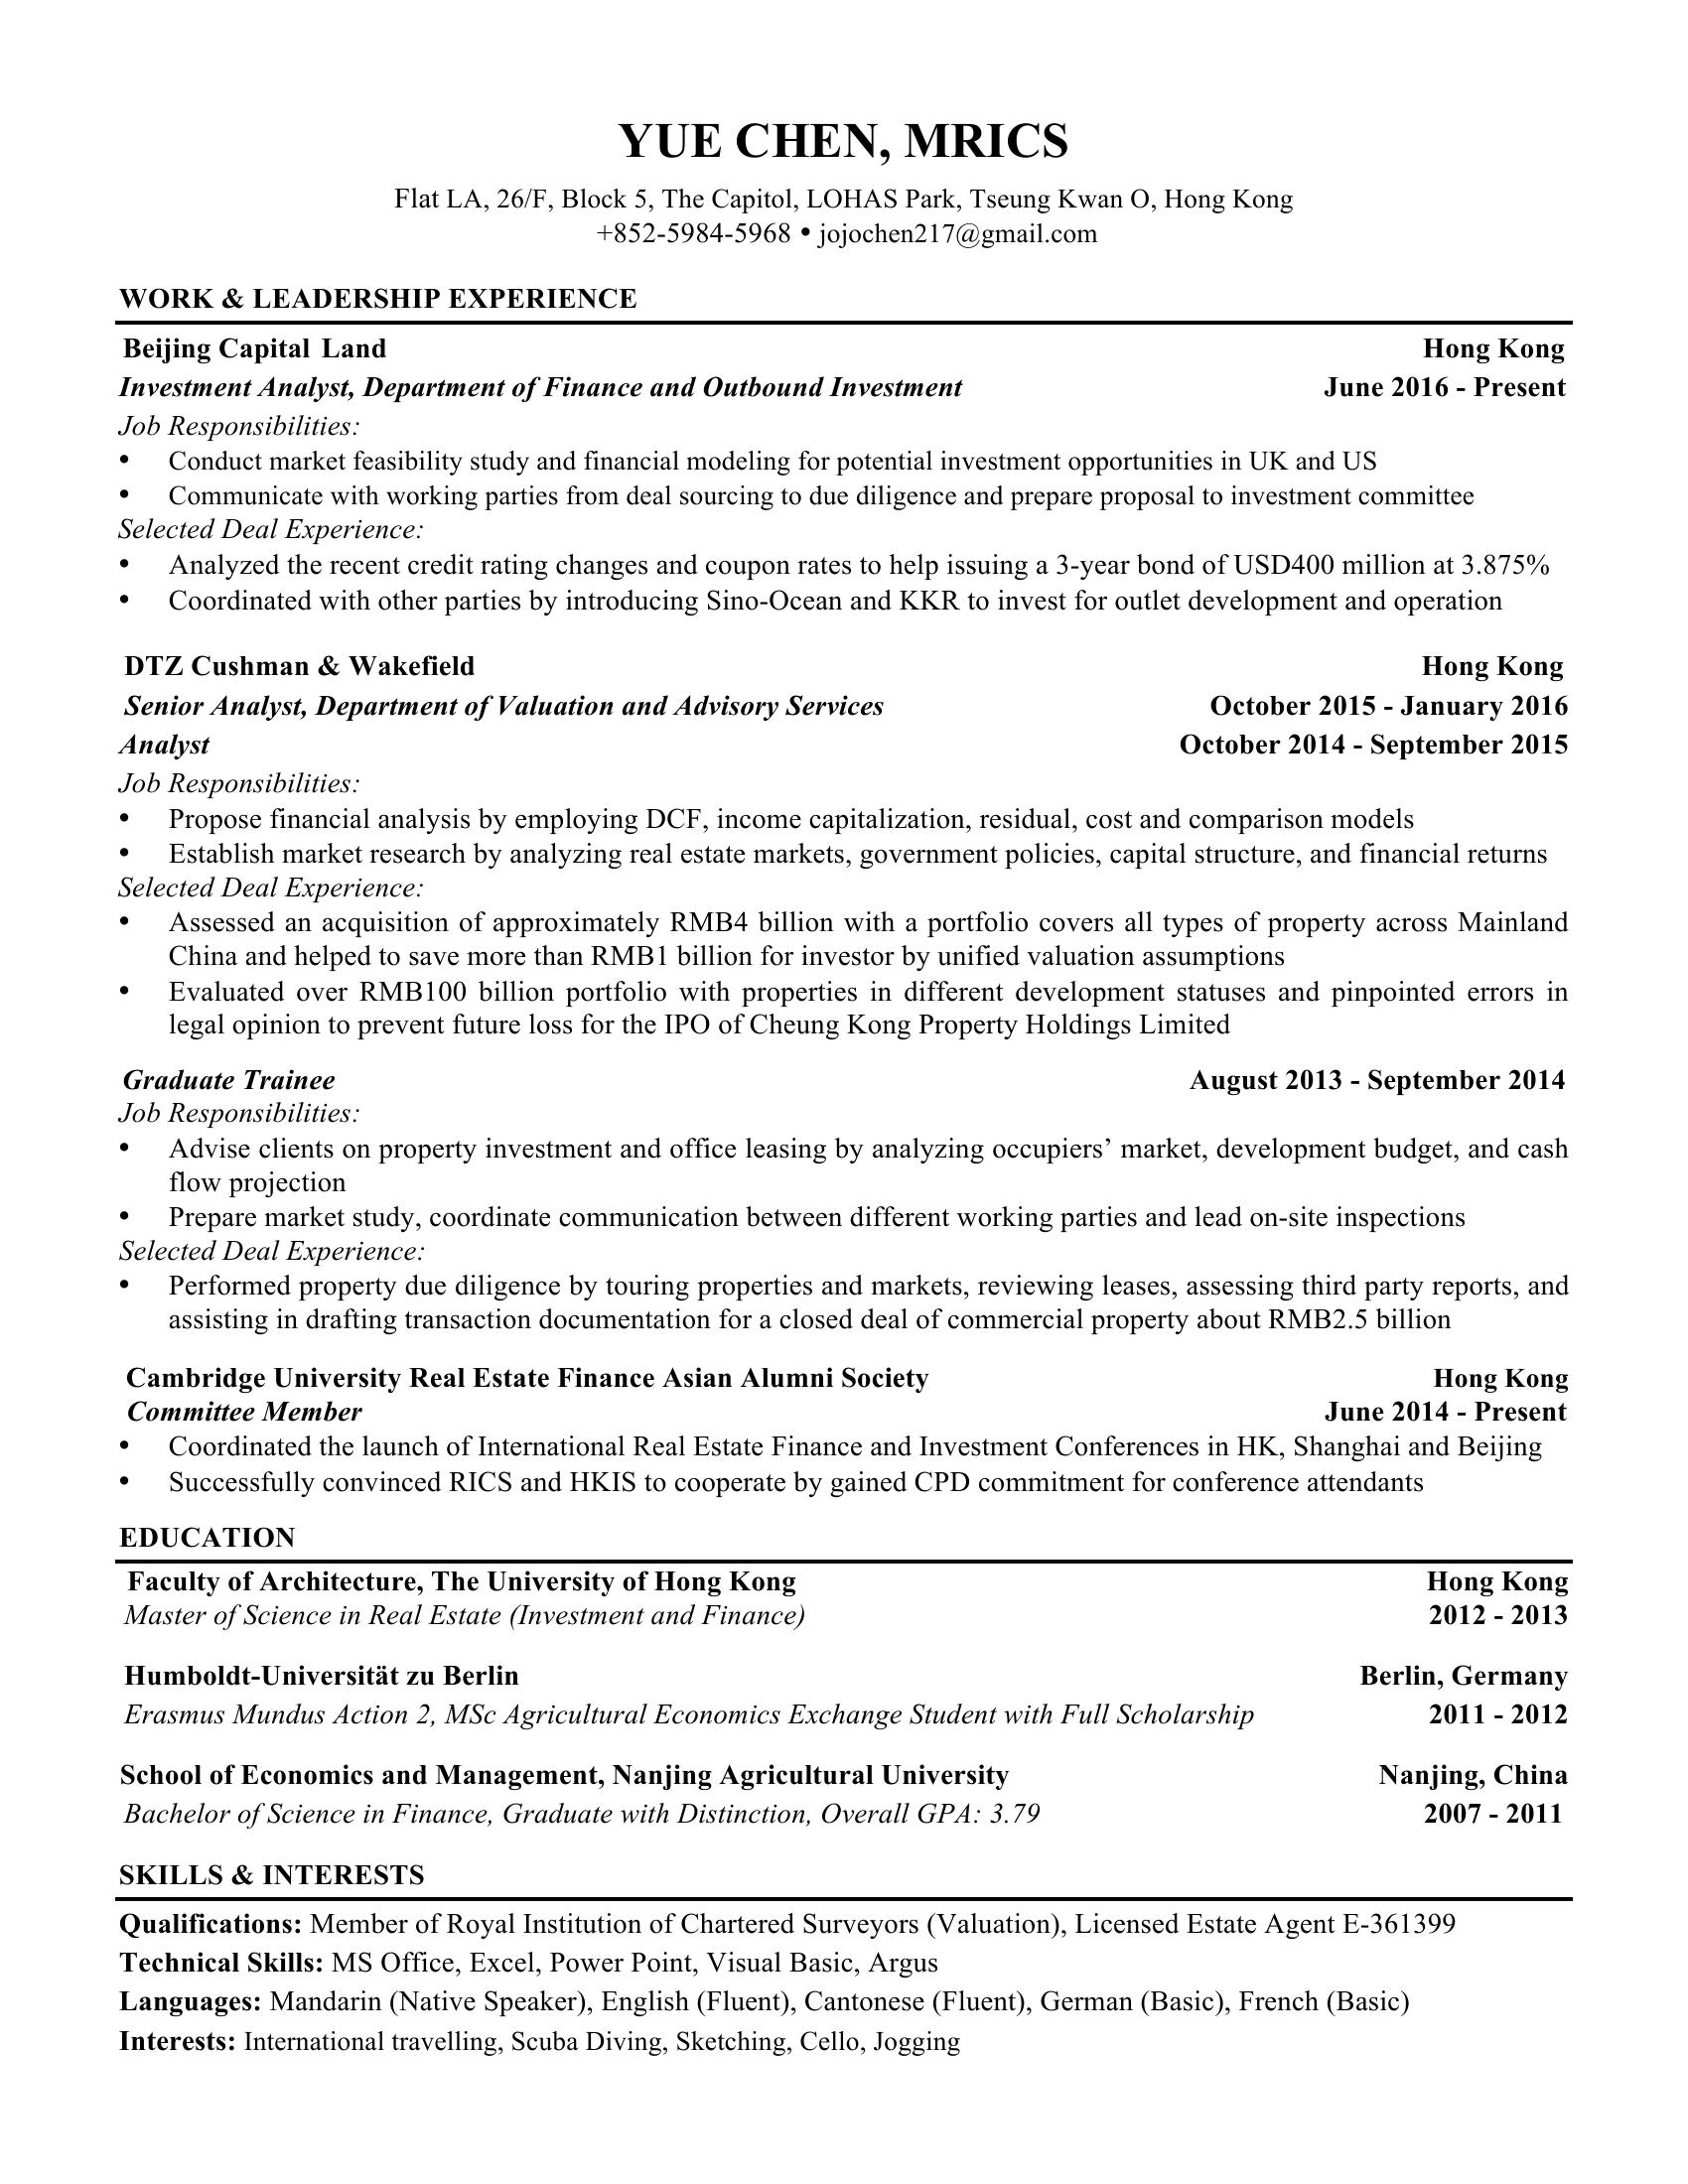 YUE CHEN, MRICS
Flat LA, 26/F, Block 5, The Capitol, LOHAS Park, Tseung Kwan O, Hong Kong
+852-5984-5968 • jojochen217@gmail.com
WORK & LEADERSHIP EXPERIENCE
Beijing Capital Land Hong Kong
Investment Analyst, Department of Finance and Outbound Investment June 2016 - Present
Job Responsibilities:
• Conduct market feasibility study and financial modeling for potential investment opportunities in UK and US
• Communicate with working parties from deal sourcing to due diligence and prepare proposal to investment committee
Selected Deal Experience:
• Analyzed the recent credit rating changes and coupon rates to help issuing a 3-year bond of USD400 million at 3.875%
• Coordinated with other parties by introducing Sino-Ocean and KKR to invest for outlet development and operation
DTZ Cushman & Wakefield Hong Kong
Senior Analyst, Department of Valuation and Advisory Services October 2015 - January 2016
Analyst October 2014 - September 2015
Job Responsibilities:
• Propose financial analysis by employing DCF, income capitalization, residual, cost and comparison models
• Establish market research by analyzing real estate markets, government policies, capital structure, and financial returns
Selected Deal Experience:
• Assessed an acquisition of approximately RMB4 billion with a portfolio covers all types of property across Mainland
China and helped to save more than RMB1 billion for investor by unified valuation assumptions
• Evaluated over RMB100 billion portfolio with properties in different development statuses and pinpointed errors in
legal opinion to prevent future loss for the IPO of Cheung Kong Property Holdings Limited
Graduate Trainee August 2013 - September 2014
Job Responsibilities:
• Advise clients on property investment and office leasing by analyzing occupiers’ market, development budget, and cash
flow projection
• Prepare market study, coordinate communication between different working parties and lead on-site inspections
Selected Deal Experience:
• Performed property due diligence by touring properties and markets, reviewing leases, assessing third party reports, and
assisting in drafting transaction documentation for a closed deal of commercial property about RMB2.5 billion
Cambridge University Real Estate Finance Asian Alumni Society Hong Kong
Committee Member June 2014 - Present
• Coordinated the launch of International Real Estate Finance and Investment Conferences in HK, Shanghai and Beijing
• Successfully convinced RICS and HKIS to cooperate by gained CPD commitment for conference attendants
EDUCATION
Faculty of Architecture, The University of Hong Kong Hong Kong
Master of Science in Real Estate (Investment and Finance) 2012 - 2013
Humboldt-Universität zu Berlin Berlin, Germany
Erasmus Mundus Action 2, MSc Agricultural Economics Exchange Student with Full Scholarship 2011 - 2012
School of Economics and Management, Nanjing Agricultural University Nanjing, China
Bachelor of Science in Finance, Graduate with Distinction, Overall GPA: 3.79 2007 - 2011
SKILLS & INTERESTS
Qualifications: Member of Royal Institution of Chartered Surveyors (Valuation), Licensed Estate Agent E-361399
Technical Skills: MS Office, Excel, Power Point, Visual Basic, Argus
Languages: Mandarin (Native Speaker), English (Fluent), Cantonese (Fluent), German (Basic), French (Basic)
Interests: International travelling, Scuba Diving, Sketching, Cello, Jogging